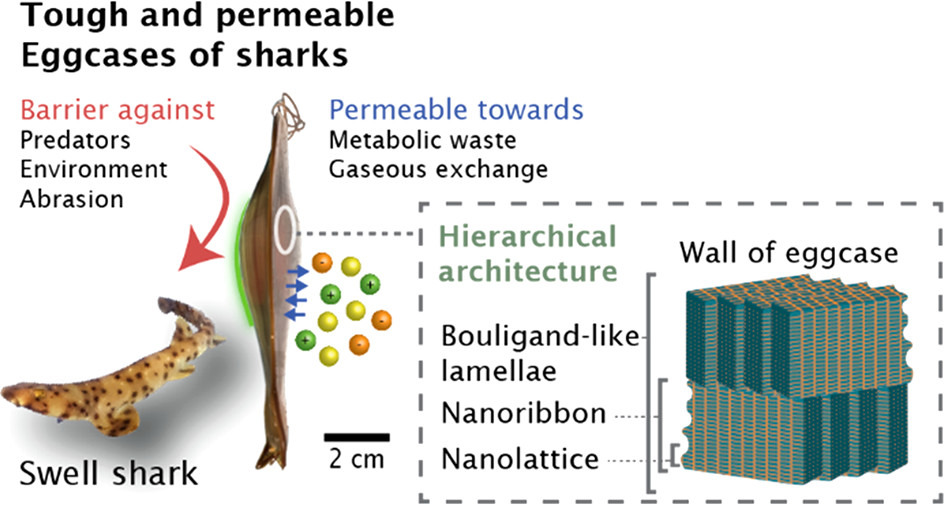 Tough and permeable
Eggcases of sharks
Barrier against
Predators
Environment
Abrasion
Permeable towards
Metabolic waste
Gaseous exchange
Swell shark
2 cm
Hierarchical
architecture
Wall of eggcase
Bouligand-like
lamellae
Nanoribbon
Nanolattice